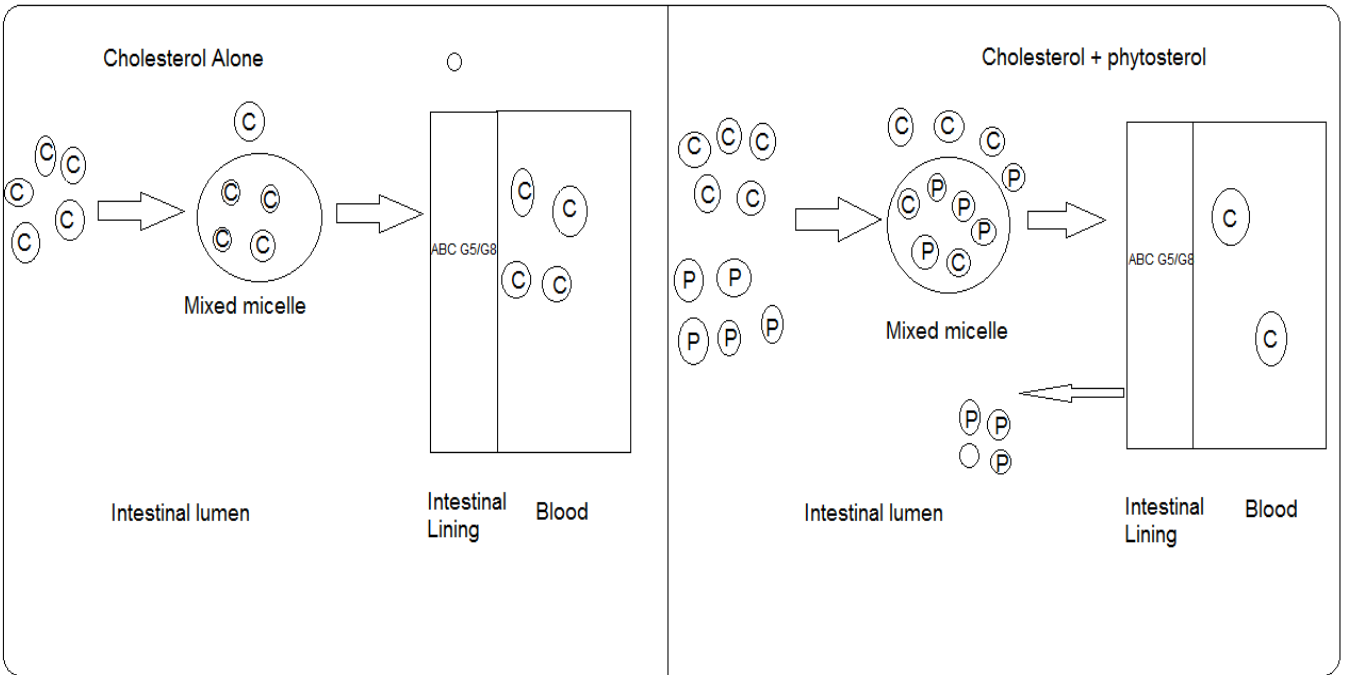 Cholesterol Alone
C
C
C
C
C
C
C
C
C
C
Mixed micelle
ABC G5/G8
C
C
C
C
Intestinal lumen
Intestinal
Lining
Blood
Cholesterol + phytosterol
C
C
C
C
C
P
P
P
P
P
C
C
C
P
C
P
P
P
P
C
Mixed micelle
ABC G5/G8
C
C
P
P
P
Intestinal lumen
Intestinal
Lining
Blood